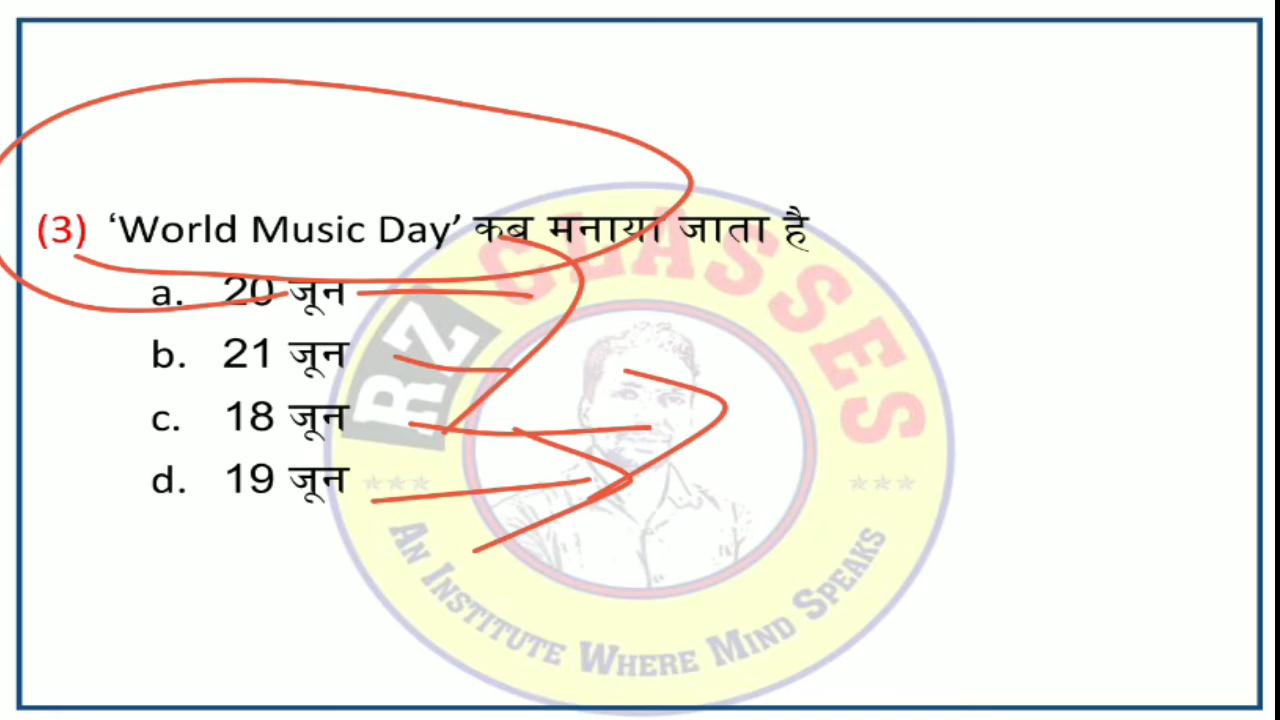 (3) ‘World Music Day’ कब मनाया जाता है
a. 20 जून
b. 21 जून
c. 18 जून
d. 19 जून
RZ CLASSES
AN INSTITUTE WHERE MIND SPEAKS